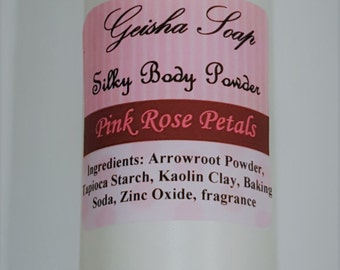 Geisha Soap
Silky Body Powder
Pink Rose Petals
Ingredients: Arrowroot Powder,
Tapioca Starch, Kaolin Clay, Baking
Soda, Zinc Oxide, fragrance